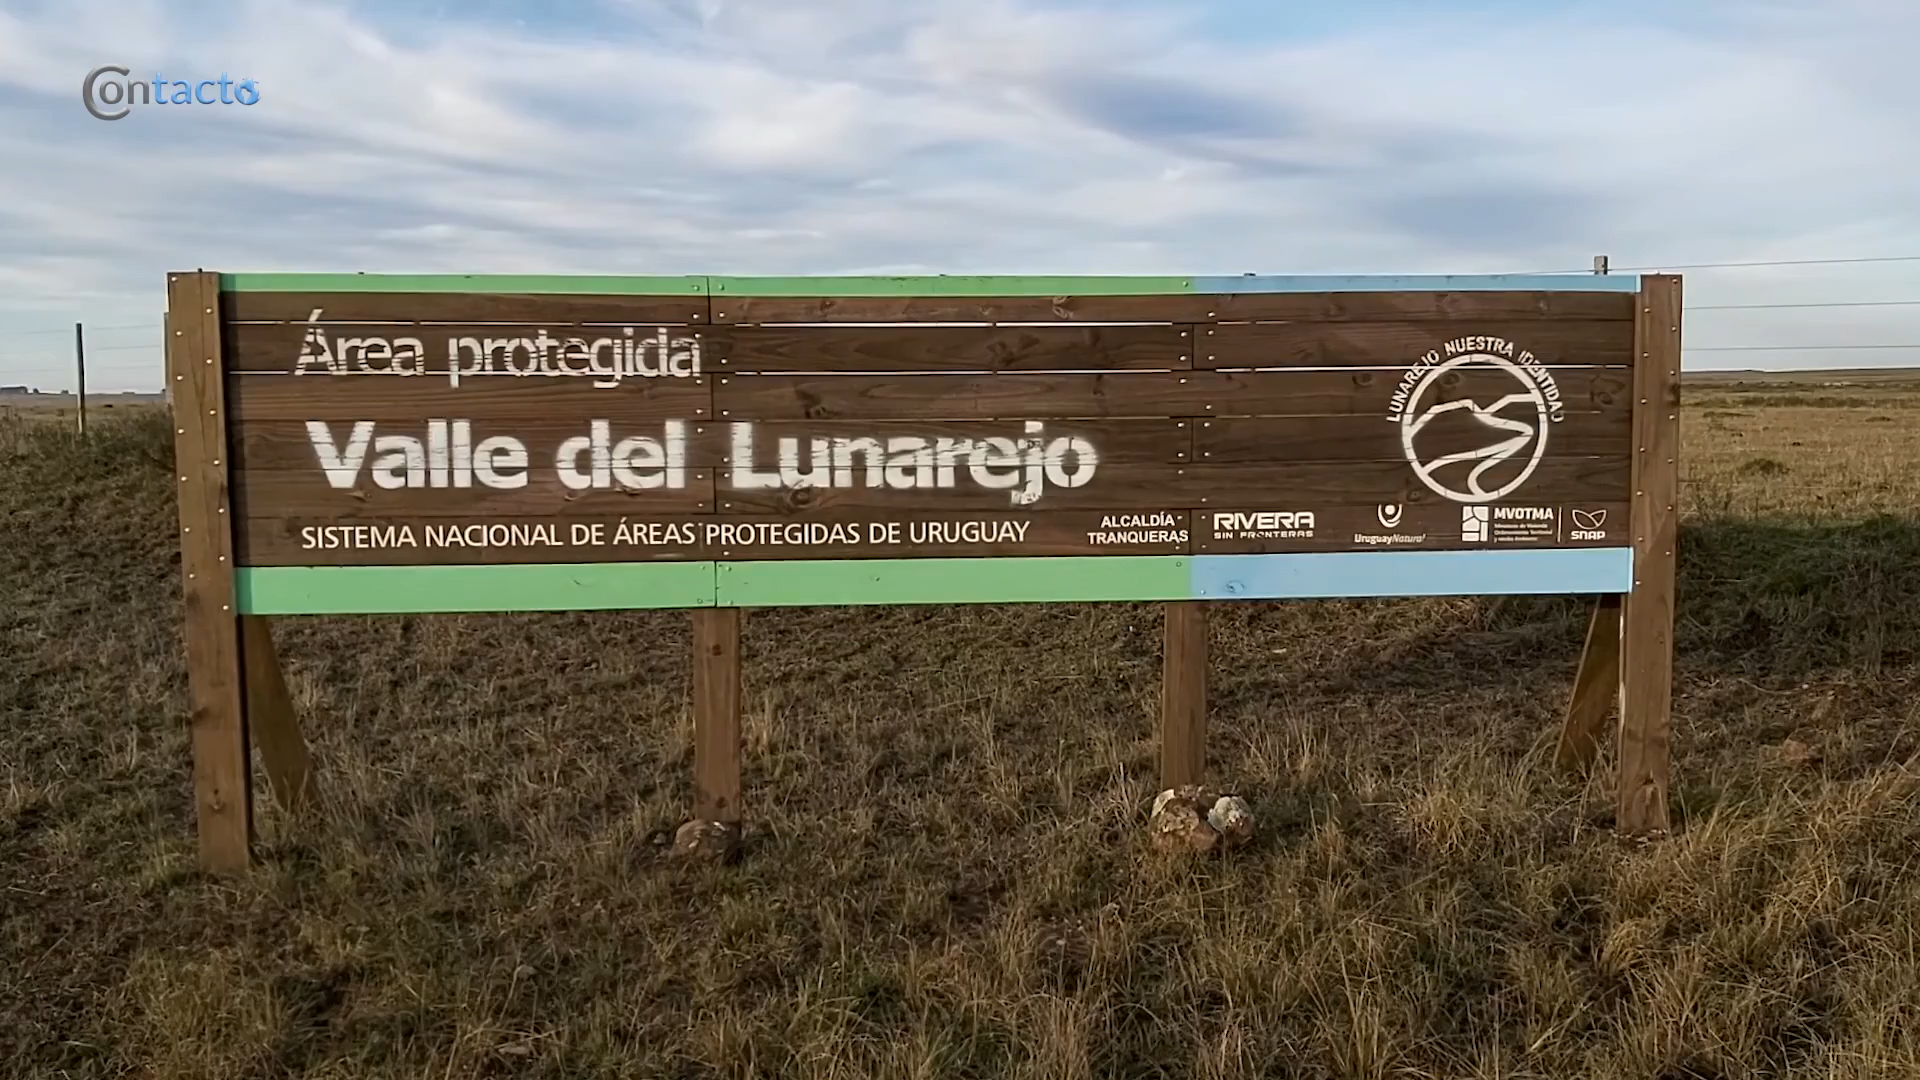 Contacto
Área protegida
Valle del Lunarejo
SISTEMA NACIONAL DE ÁREAS PROTEGIDAS DE URUGUAY
LUNAREJO NUESTRA IDENTIDAD
ALCALDÍA
TRANQUERAS
RIVERA
SIN FRONTERAS
UruguayNatural
MVOTMA
Ministerio de Vivienda
Ordenamiento Territorial
y Medio Ambiente
SNAP